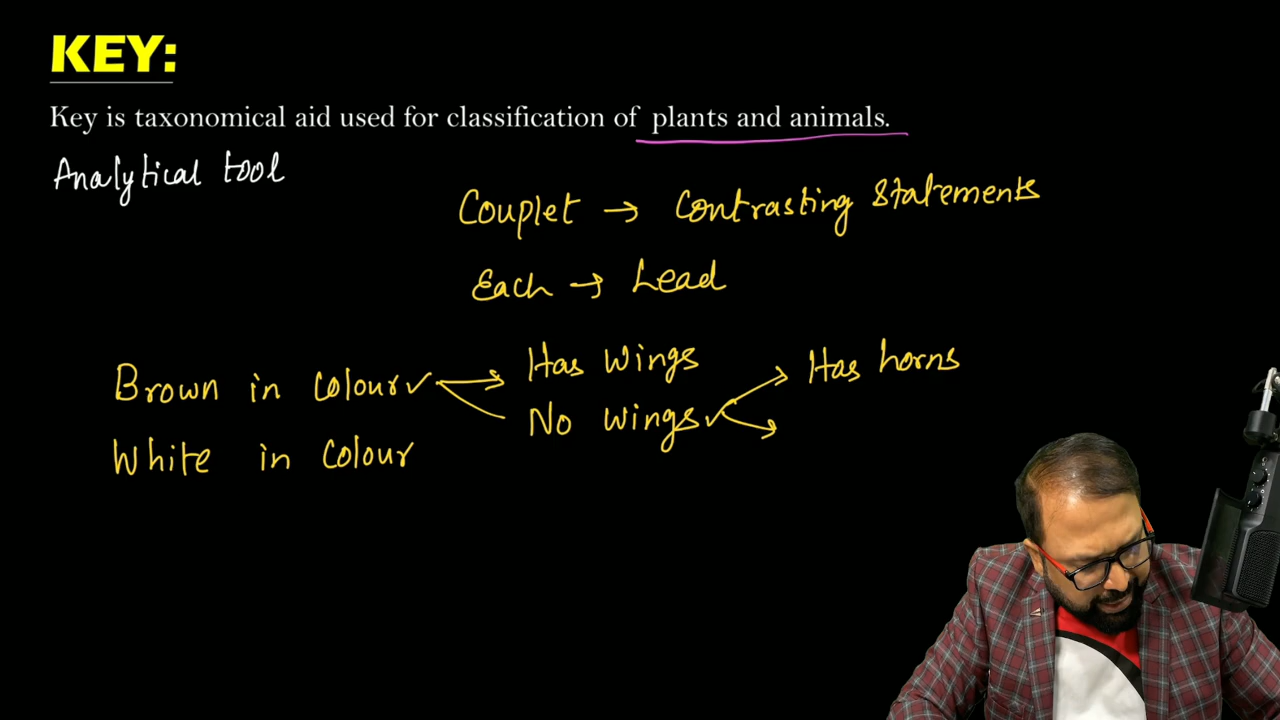 KEY:
Key is taxonomical aid used for classification of plants and animals.
Analytical tool
Couplet → Contrasting Statements
Each → Lead
Brown in colour✓ → Has wings
No wings✓ → Has horns
White in colour